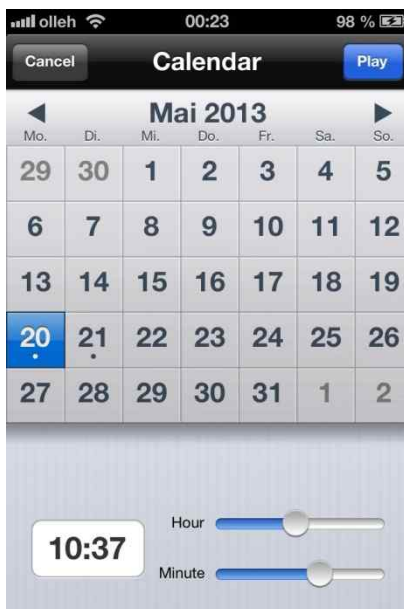 olleh 00:23 98 %
Cancel Calendar Play
Mai 2013
Mo. Di. Mi. Do. Fr. Sa. So.
29 30 1 2 3 4 5
6 7 8 9 10 11 12
13 14 15 16 17 18 19
20 21 22 23 24 25 26
27 28 29 30 31 1 2
Hour
10:37
Minute